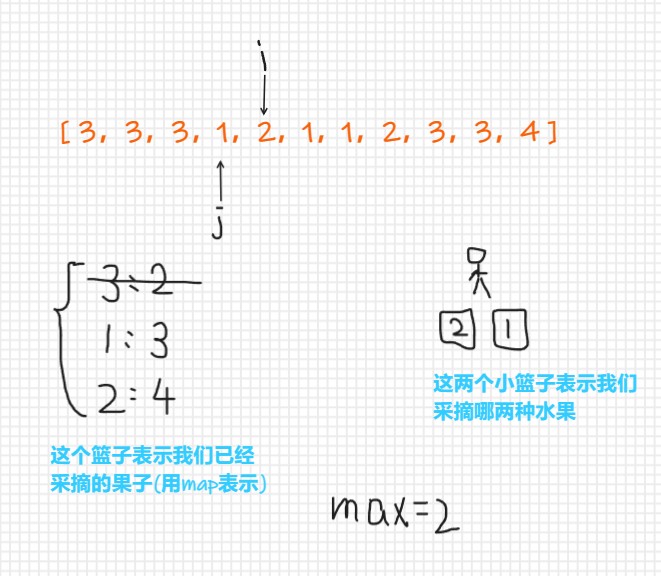 i
[3, 3, 3, 1, 2, 1, 1, 2, 3, 3, 4]
j
3:2
1:3
2:4
2 1
这两个小篮子表示我们
采摘哪两种水果
这个篮子表示我们已经
采摘的果子(用map表示)
max=2